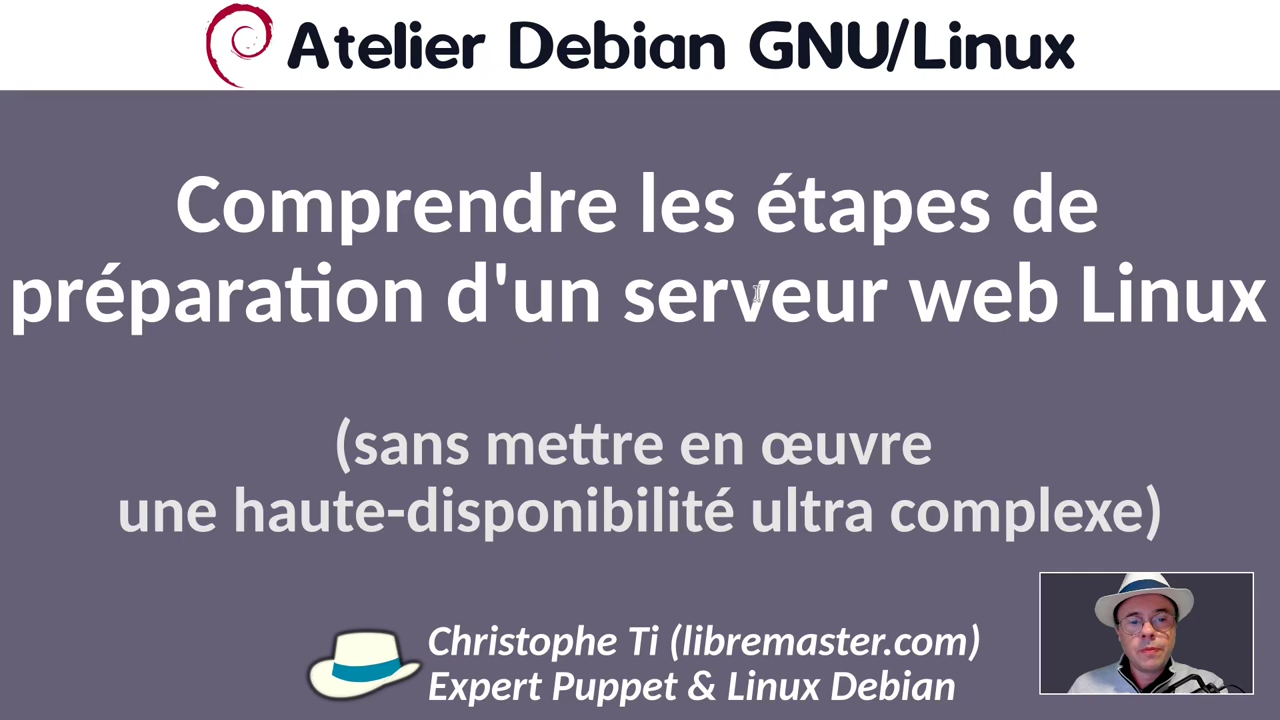 Atelier Debian GNU/Linux
Comprendre les étapes de
préparation d'un serveur web Linux
(sans mettre en œuvre
une haute-disponibilité ultra complexe)
Christophe Ti (libremaster.com)
Expert Puppet & Linux Debian